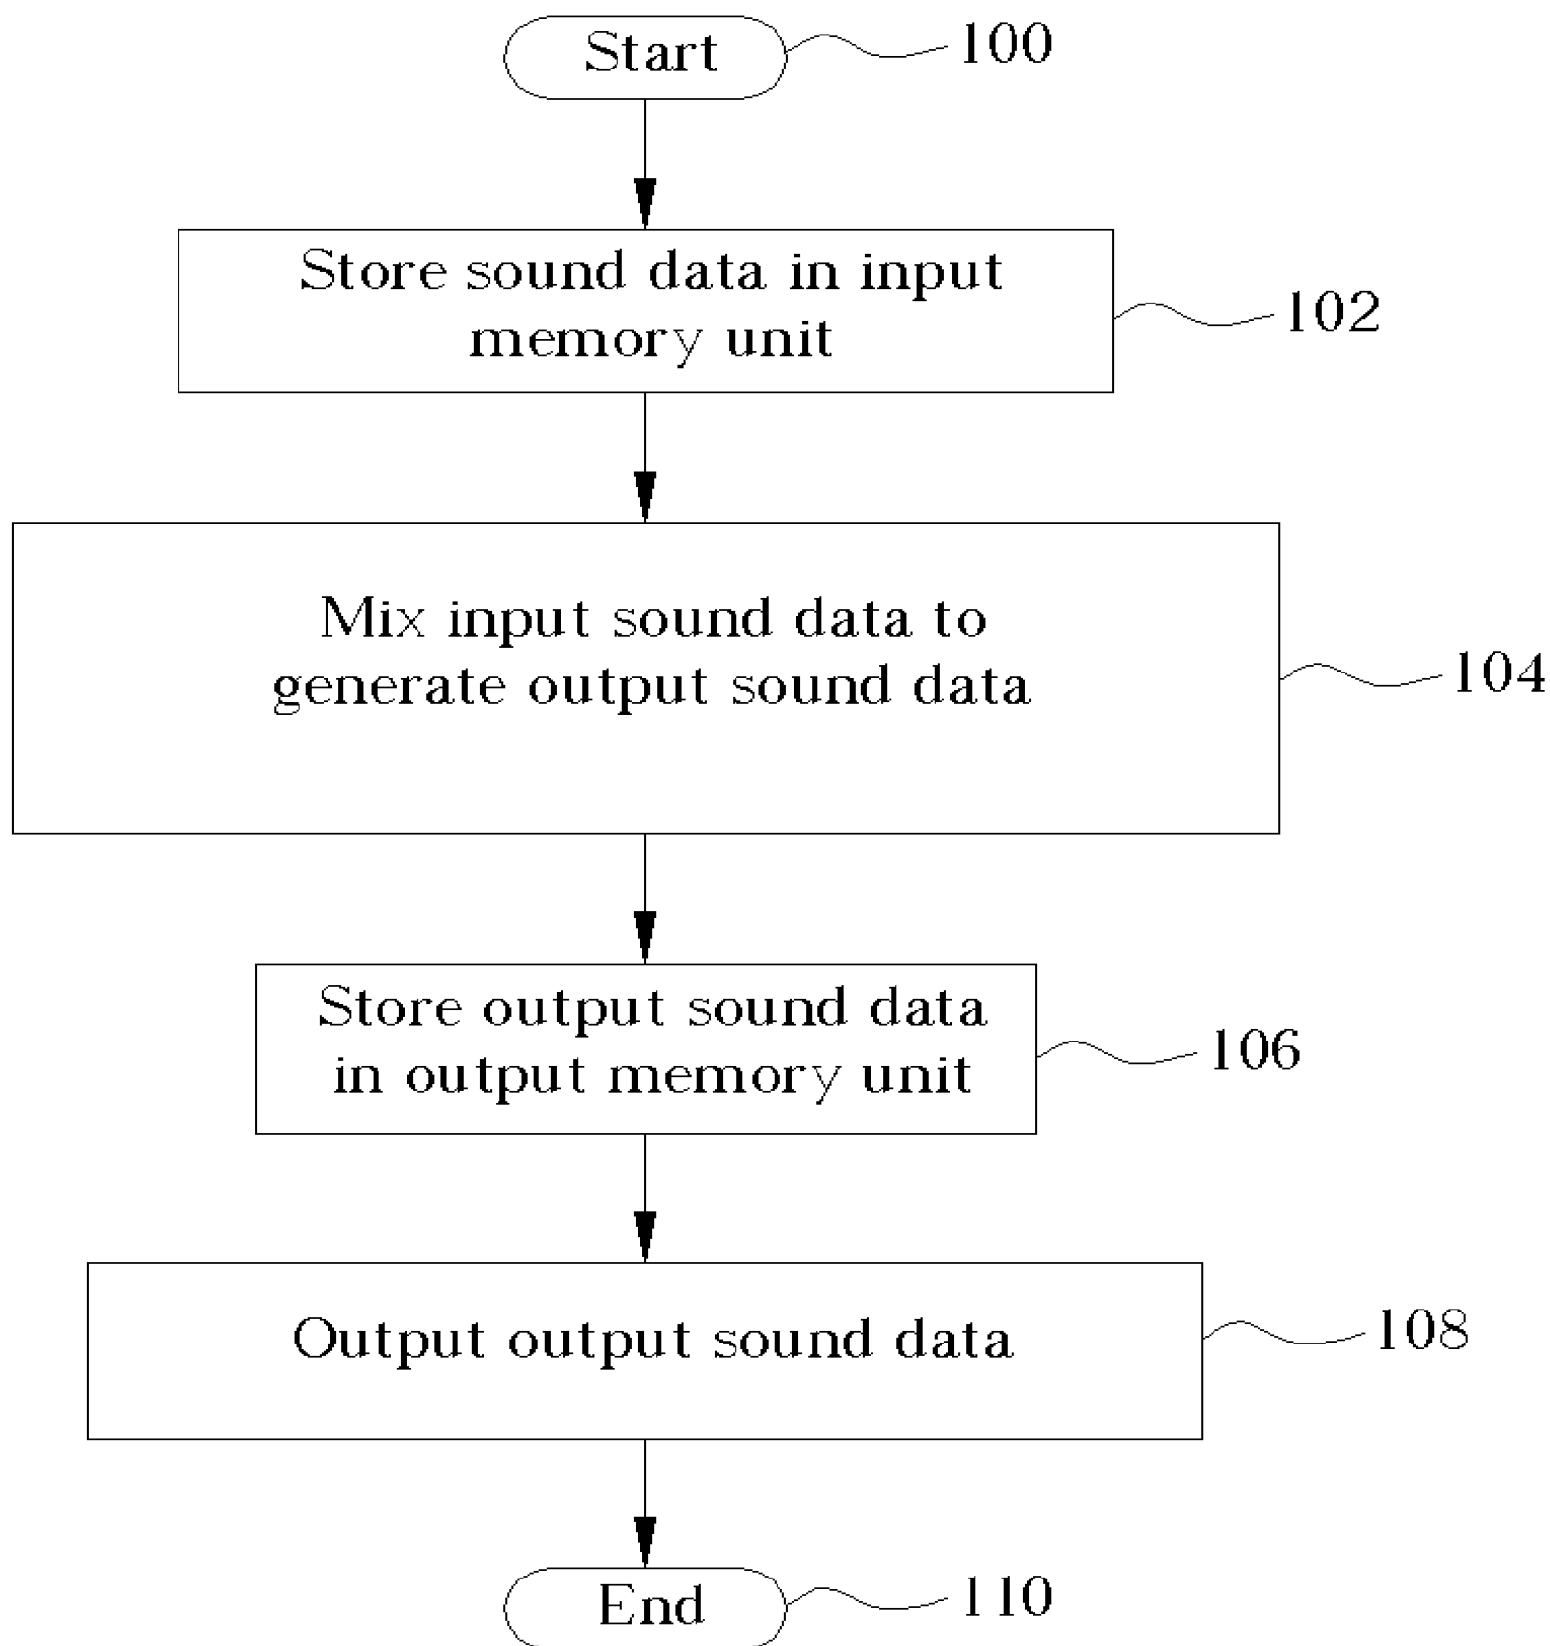 Start
100
Store sound data in input
memory unit
102
Mix input sound data to
generate output sound data
104
Store output sound data
in output memory unit
106
Output output sound data
108
End
110